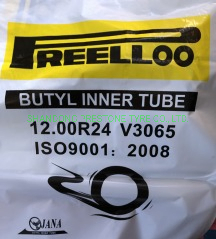 FREELLOO
BUTYL INNER TUBE
12.00R24 V3065
ISO9001: 2008
JANA